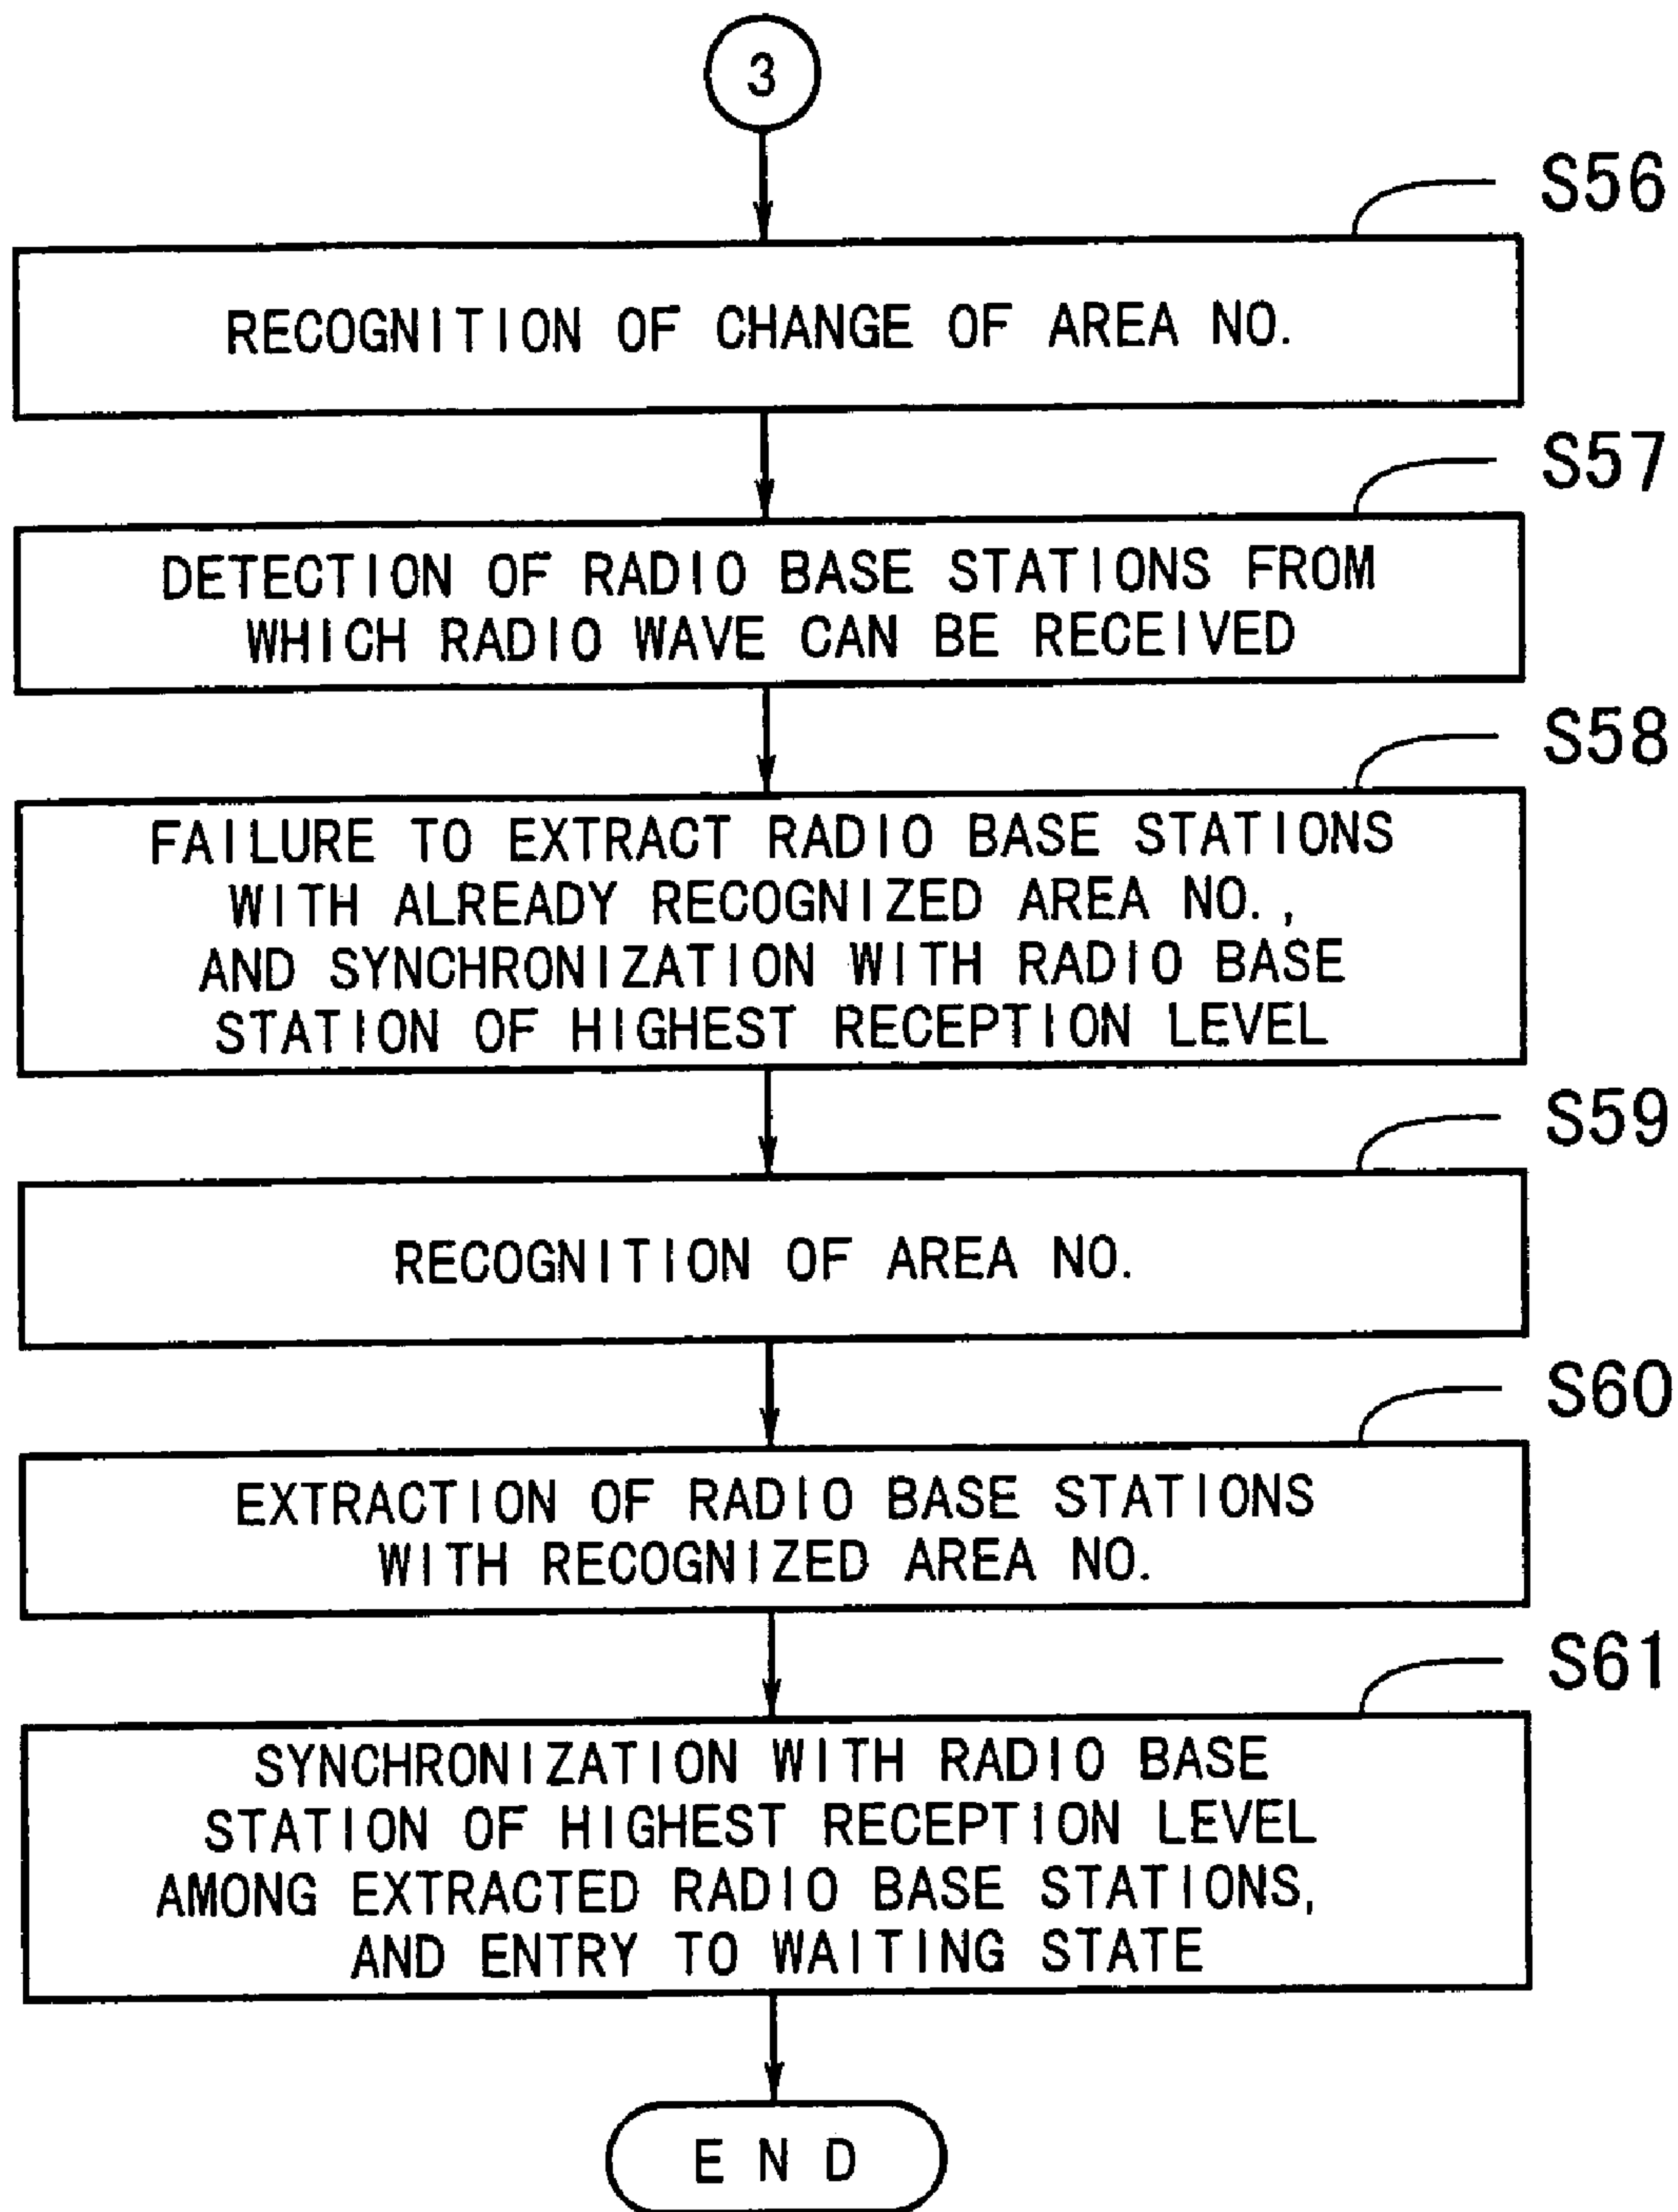 3
S56
RECOGNITION OF CHANGE OF AREA NO.
S57
DETECTION OF RADIO BASE STATIONS FROM
WHICH RADIO WAVE CAN BE RECEIVED
S58
FAILURE TO EXTRACT RADIO BASE STATIONS
WITH ALREADY RECOGNIZED AREA NO.,
AND SYNCHRONIZATION WITH RADIO BASE
STATION OF HIGHEST RECEPTION LEVEL
S59
RECOGNITION OF AREA NO.
S60
EXTRACTION OF RADIO BASE STATIONS
WITH RECOGNIZED AREA NO.
S61
SYNCHRONIZATION WITH RADIO BASE
STATION OF HIGHEST RECEPTION LEVEL
AMONG EXTRACTED RADIO BASE STATIONS,
AND ENTRY TO WAITING STATE
END